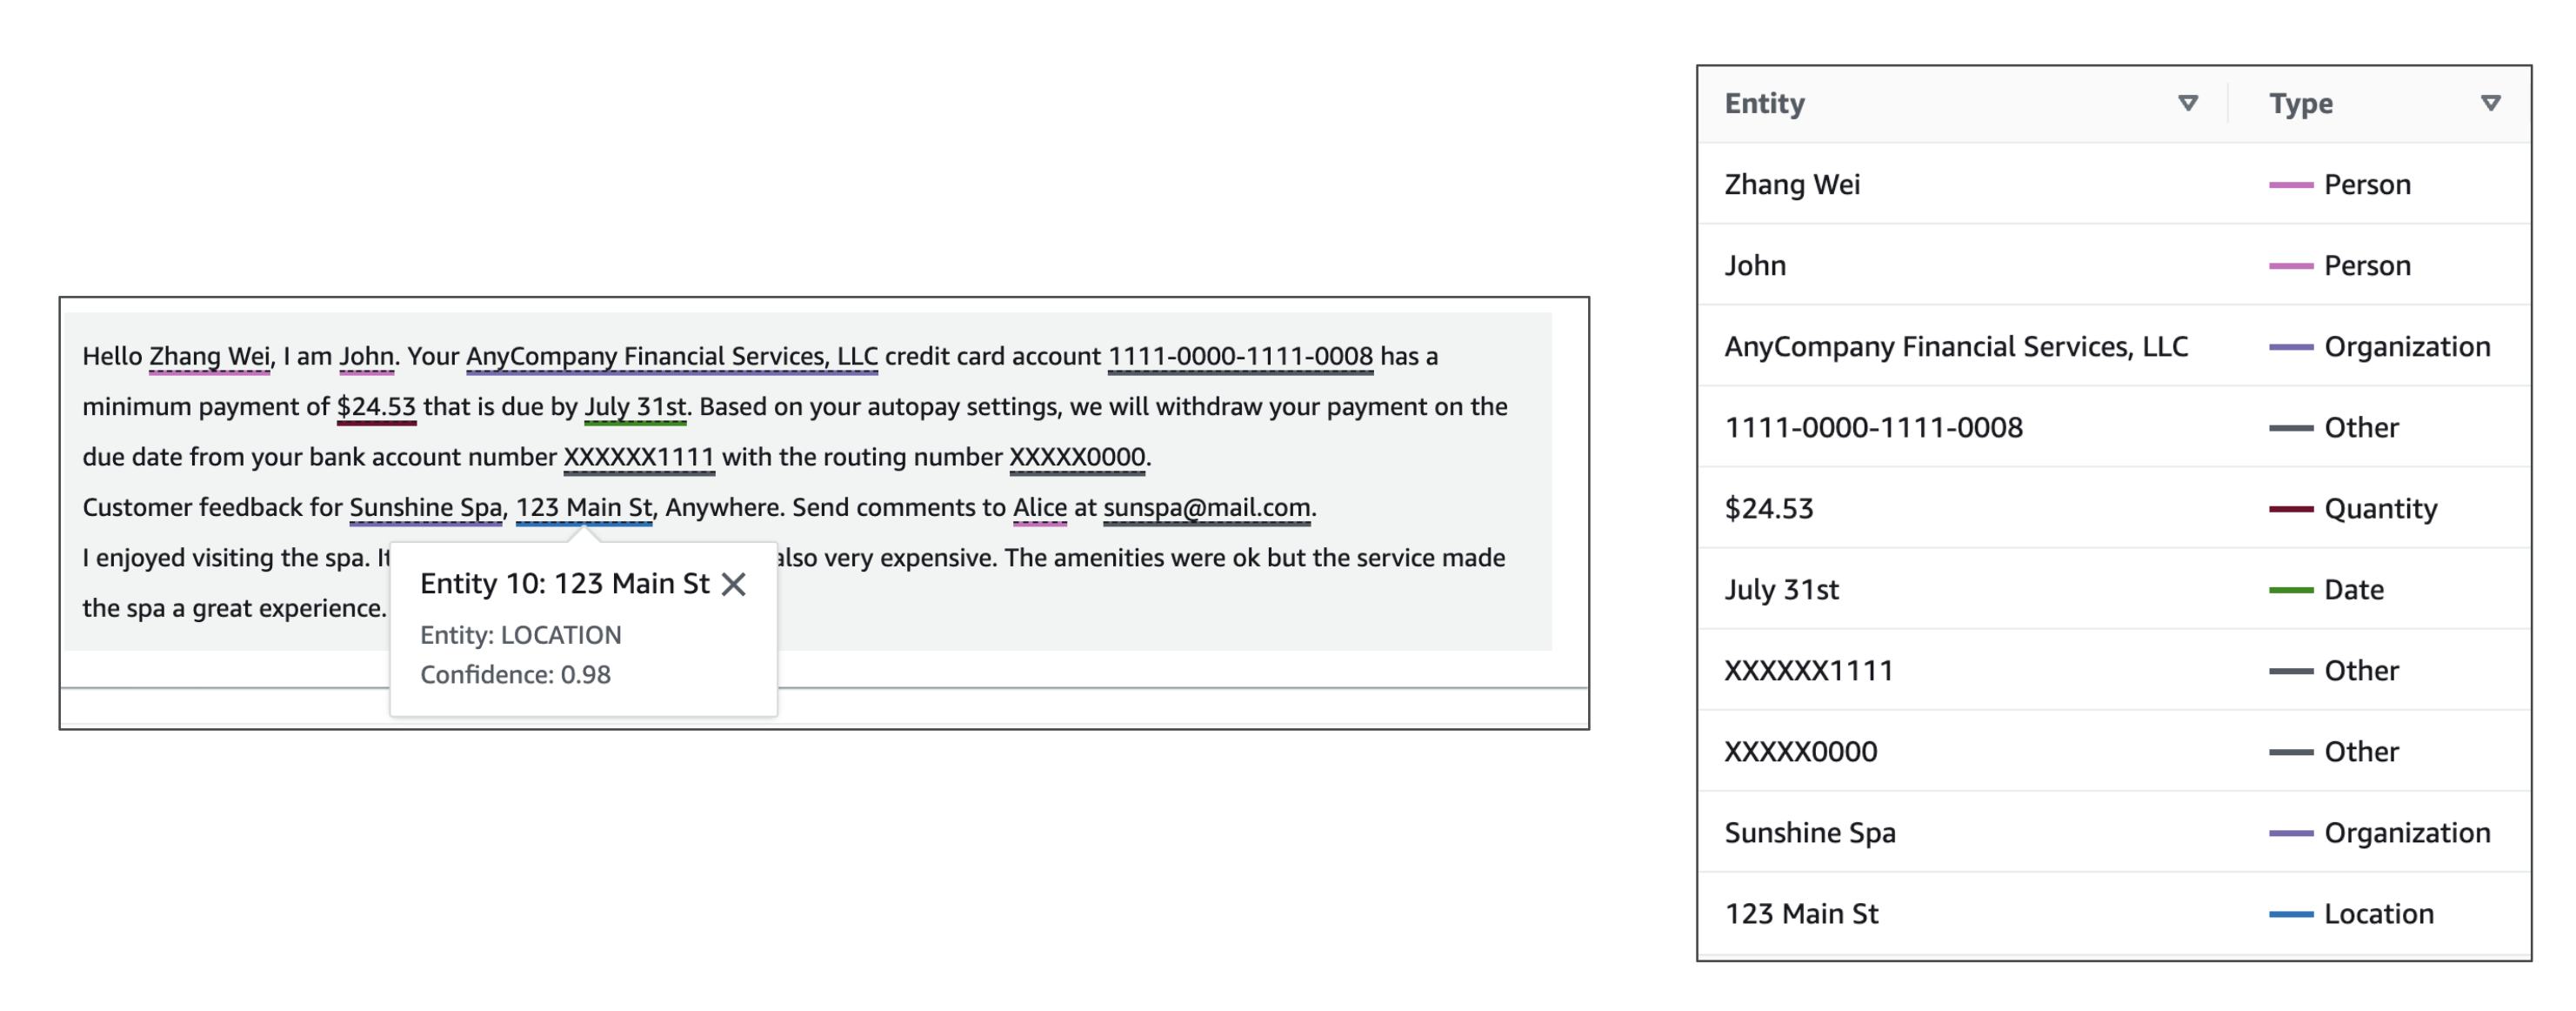 Hello Zhang Wei, I am John. Your AnyCompany Financial Services, LLC credit card account 1111-0000-1111-0008 has a
minimum payment of $24.53 that is due by July 31st. Based on your autopay settings, we will withdraw your payment on the
due date from your bank account number XXXXXX1111 with the routing number XXXXX0000.
Customer feedback for Sunshine Spa, 123 Main St, Anywhere. Send comments to Alice at sunspa@mail.com.
I enjoyed visiting the spa. It also very expensive. The amenities were ok but the service made
the spa a great experience.
Entity 10: 123 Main St
Entity: LOCATION
Confidence: 0.98
Entity Type
Zhang Wei Person
John Person
AnyCompany Financial Services, LLC Organization
1111-0000-1111-0008 Other
$24.53 Quantity
July 31st Date
XXXXXX1111 Other
XXXXX0000 Other
Sunshine Spa Organization
123 Main St Location